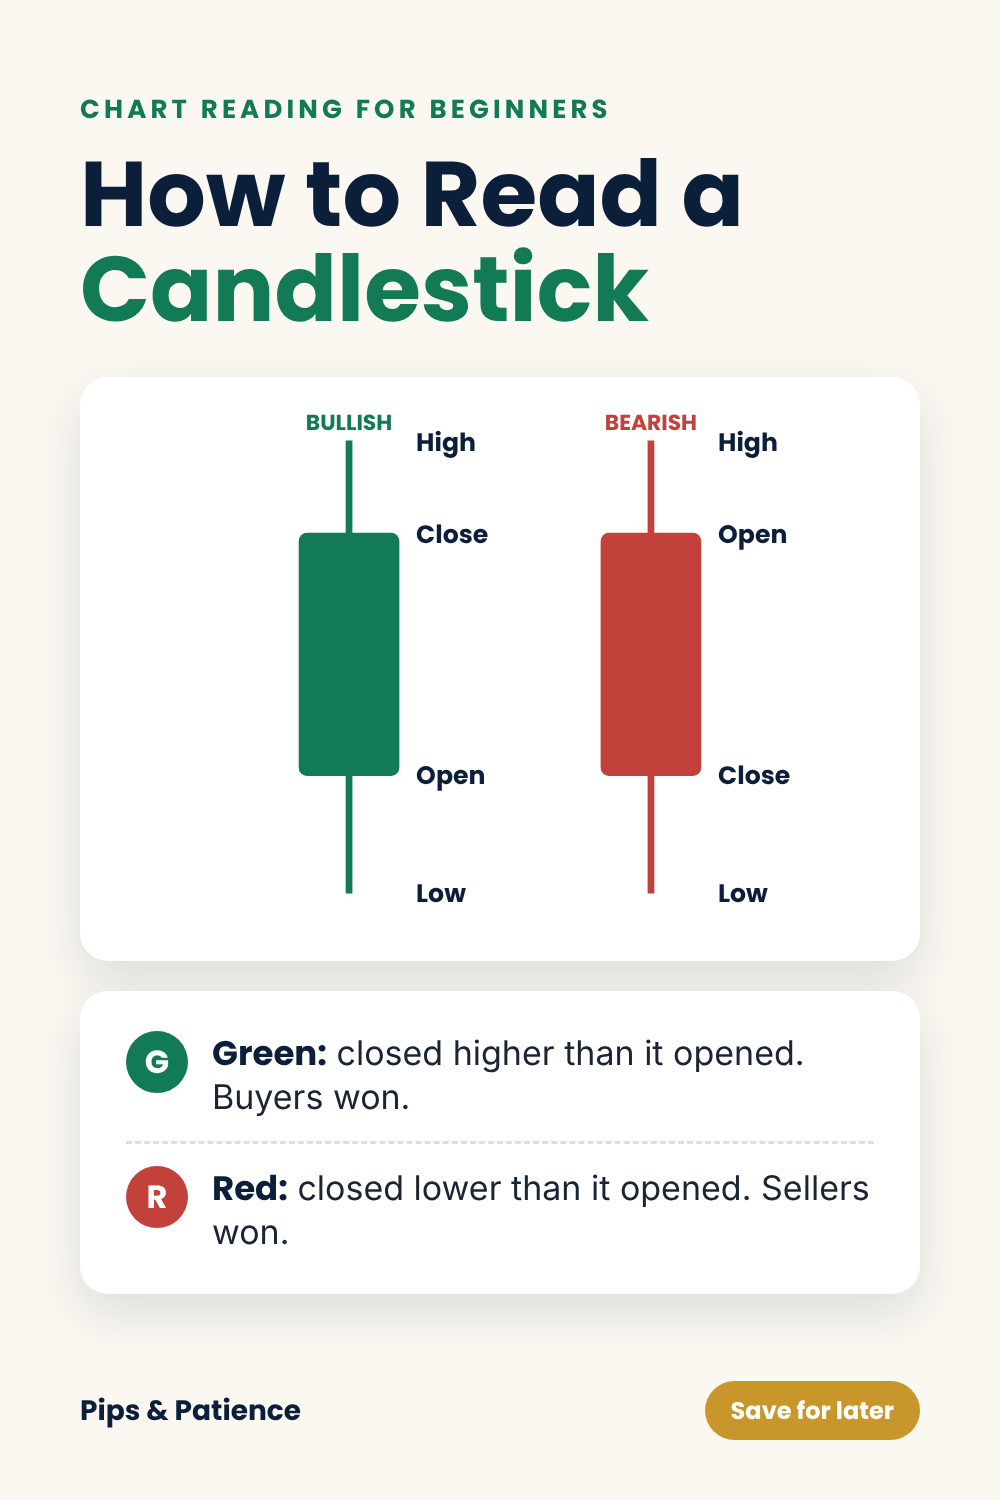 CHART READING FOR BEGINNERS
How to Read a
Candlestick
BULLISH
High
Close
Open
Low
BEARISH
High
Open
Close
Low
G
Green: closed higher than it opened.
Buyers won.
R
Red: closed lower than it opened. Sellers
won.
Pips & Patience
Save for later